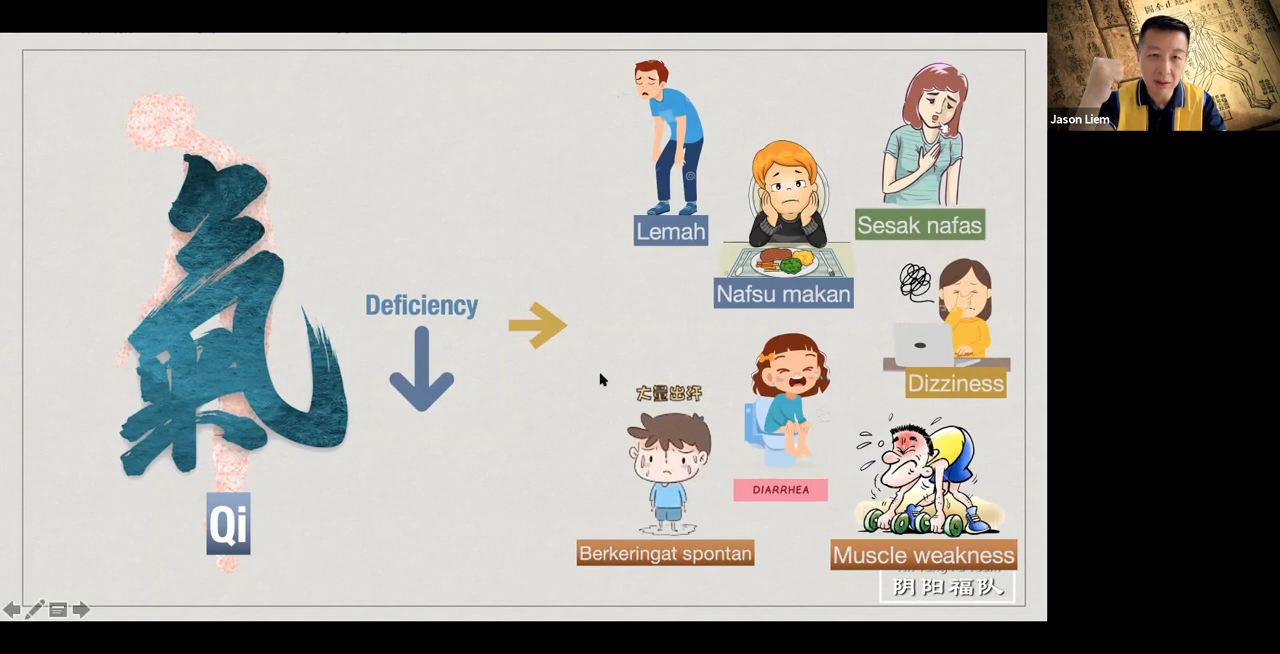 氣
Qi
Deficiency
Lemah
Nafsu makan
Sesak nafas
Dizziness
大量出汗
Berkeringat spontan
DIARRHEA
Muscle weakness
阴阳福队
Jason Liem